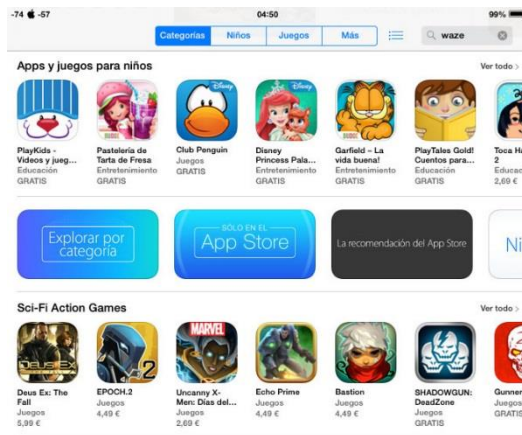 -74 -57 04:50 99%
Categorías Niños Juegos Más waze
Apps y juegos para niños Ver todo >
PlayKids - Videos y jueg... Educación GRATIS
Pastelería de Tarta de Fresa Entretenimiento GRATIS
Club Penguin Juegos GRATIS
Disney
Disney Princess Pala... Entretenimiento GRATIS
Garfield – La vida buena! Entretenimiento GRATIS
PlayTales Gold! Cuentos para... Educación GRATIS
Toca Ha 2 Educac 2,69 €
Explorar por categoría
SÓLO EN EL App Store
La recomendación del App Store
Ni
Sci-Fi Action Games Ver todo >
DEUS EX
Deus Ex: The Fall Juegos 5,99 €
2
EPOCH.2 Juegos 4,49 €
MARVEL
Uncanny X-Men: Días del... Juegos 2,69 €
Echo Prime Juegos 4,49 €
Bastion Juegos 4,49 €
SHADOWGUN: DeadZone Juegos GRATIS
Gunner Juegos GRATIS